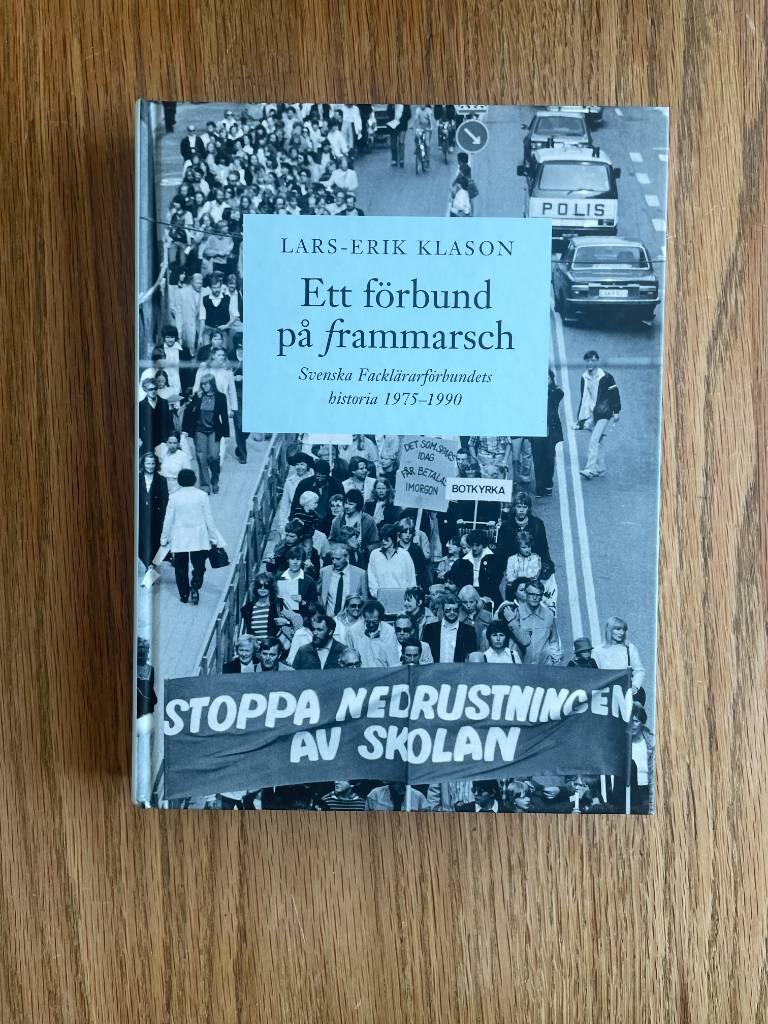 POLIS
LARS-ERIK KLASON
Ett förbund
på frammarsch
Svenska Facklärarförbundets
historia 1975–1990
DET SOM SPARS
IDAG
FÅR BETALAS
IMORGON
BOTKYRKA
STOPPA NEDRUSTNINGEN
AV SKOLAN